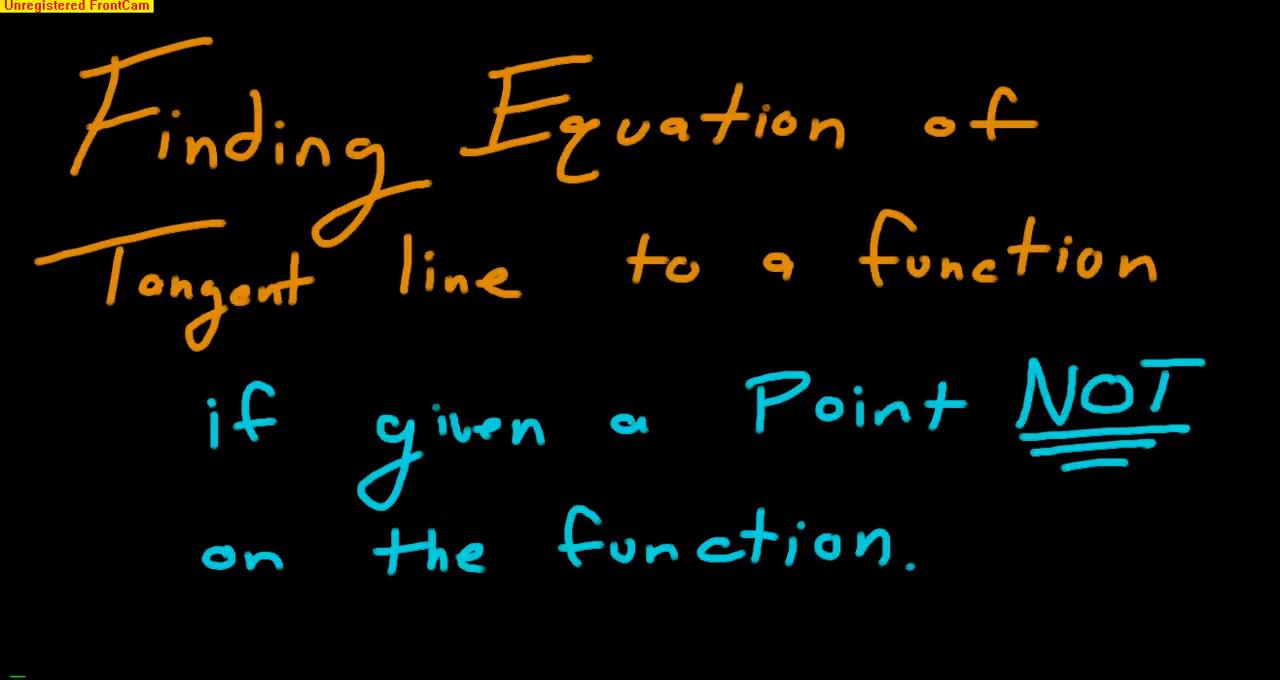 Unregistered FrontCam
Finding Equation of
Tangent line to a function
if given a Point NOT
on the function.